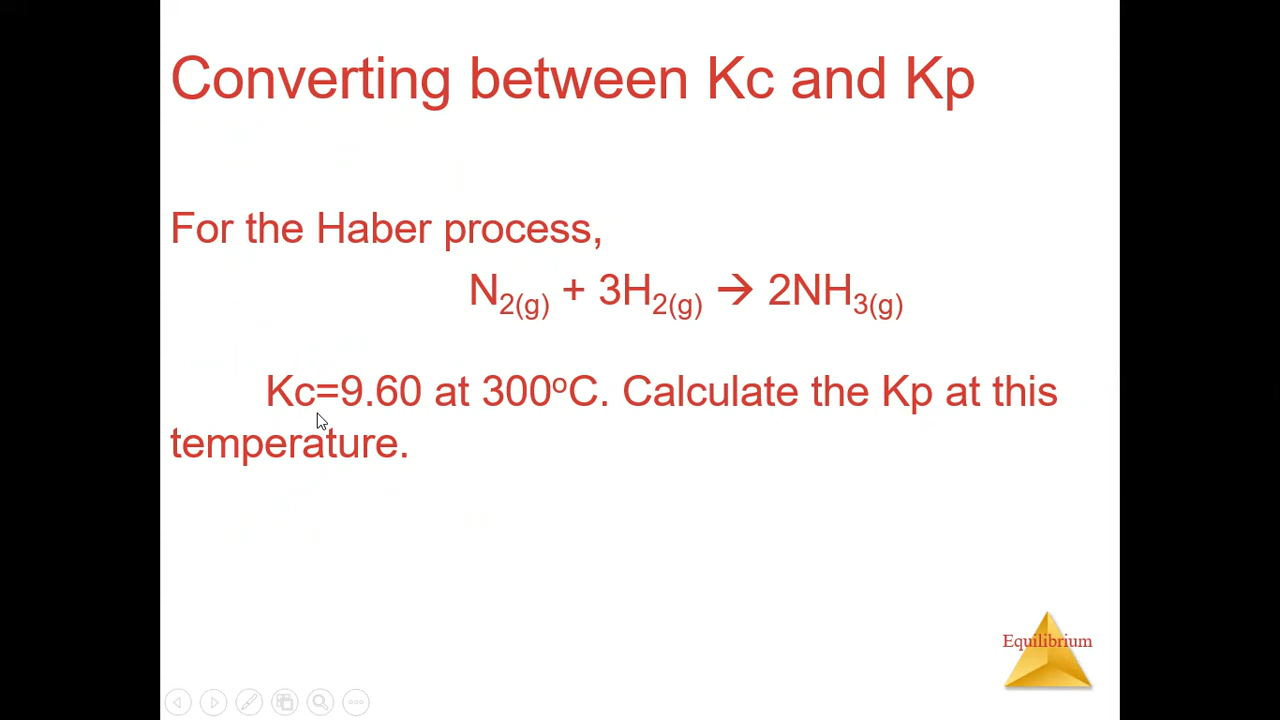 Converting between Kc and Kp
For the Haber process,
N₂₍g₎ + 3H₂₍g₎ → 2NH₃₍g₎
Kc=9.60 at 300ºC. Calculate the Kp at this
temperature.
Equilibrium